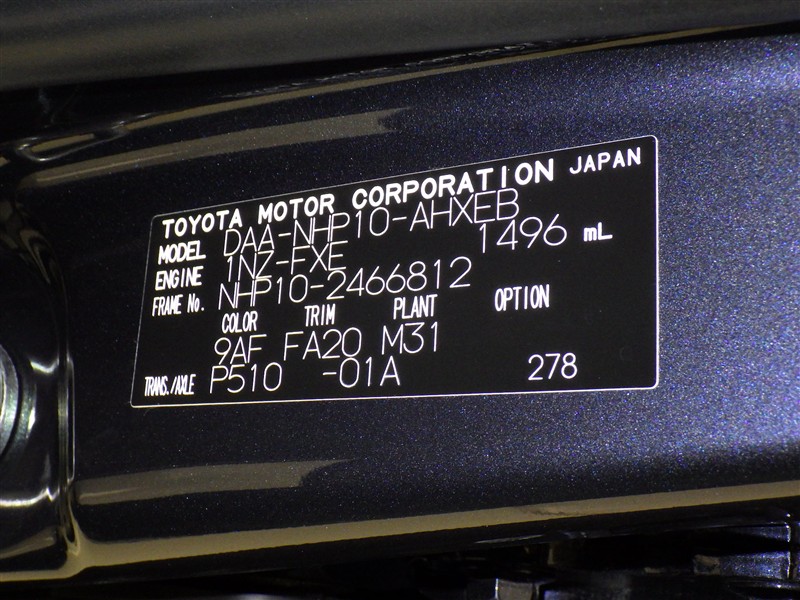 TOYOTA MOTOR CORPORATION JAPAN
MODEL DAA-NHP10-AHXEB
ENGINE 1NZ-FXE 1496 mL
FRAME No. NHP10-2466812
COLOR TRIM PLANT OPTION
9AF FA20 M31
TRANS./AXLE P510 -01A 278